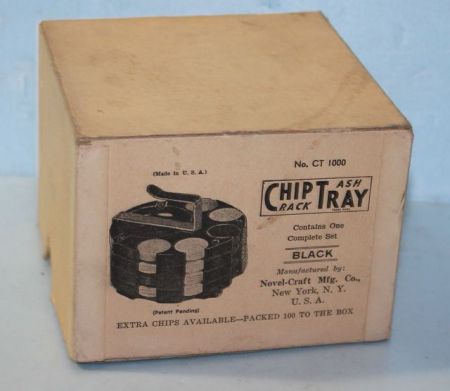 (Made in U. S. A.)
No. CT 1000
CHIP RACK
ASH TRAY
Contains One
Complete Set
BLACK
Manufactured by:
Novel-Craft Mfg. Co.,
New York, N. Y.
U. S. A.
(Patent Pending)
EXTRA CHIPS AVAILABLE—PACKED 100 TO THE BOX